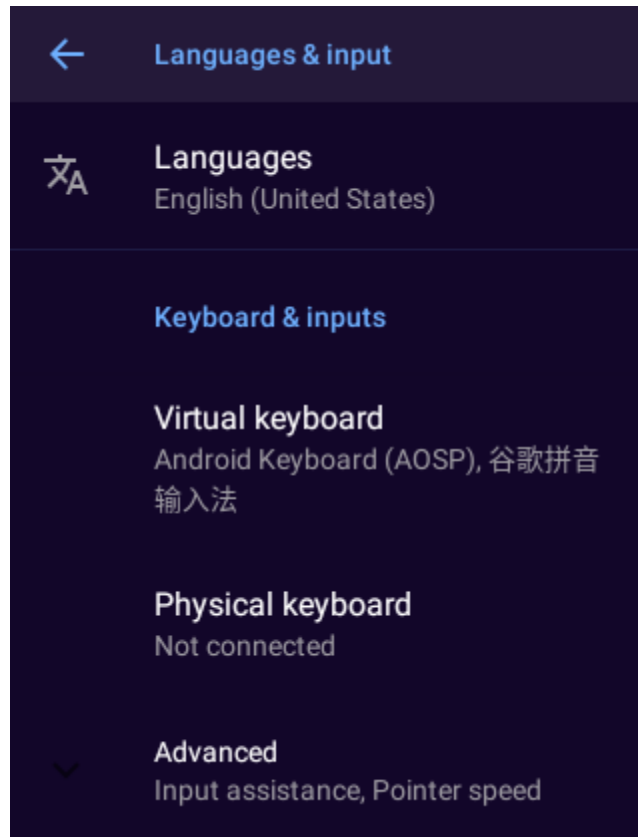 Languages & input
Languages
English (United States)
Keyboard & inputs
Virtual keyboard
Android Keyboard (AOSP), 谷歌拼音
输入法
Physical keyboard
Not connected
Advanced
Input assistance, Pointer speed